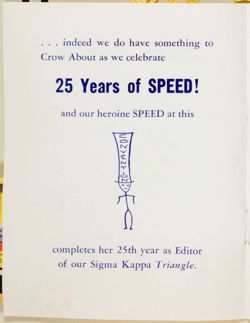 . . . indeed we do have something to
Crow About as we celebrate
25 Years of SPEED!
and our heroine SPEED at this
completes her 25th year as Editor
of our Sigma Kappa Triangle.